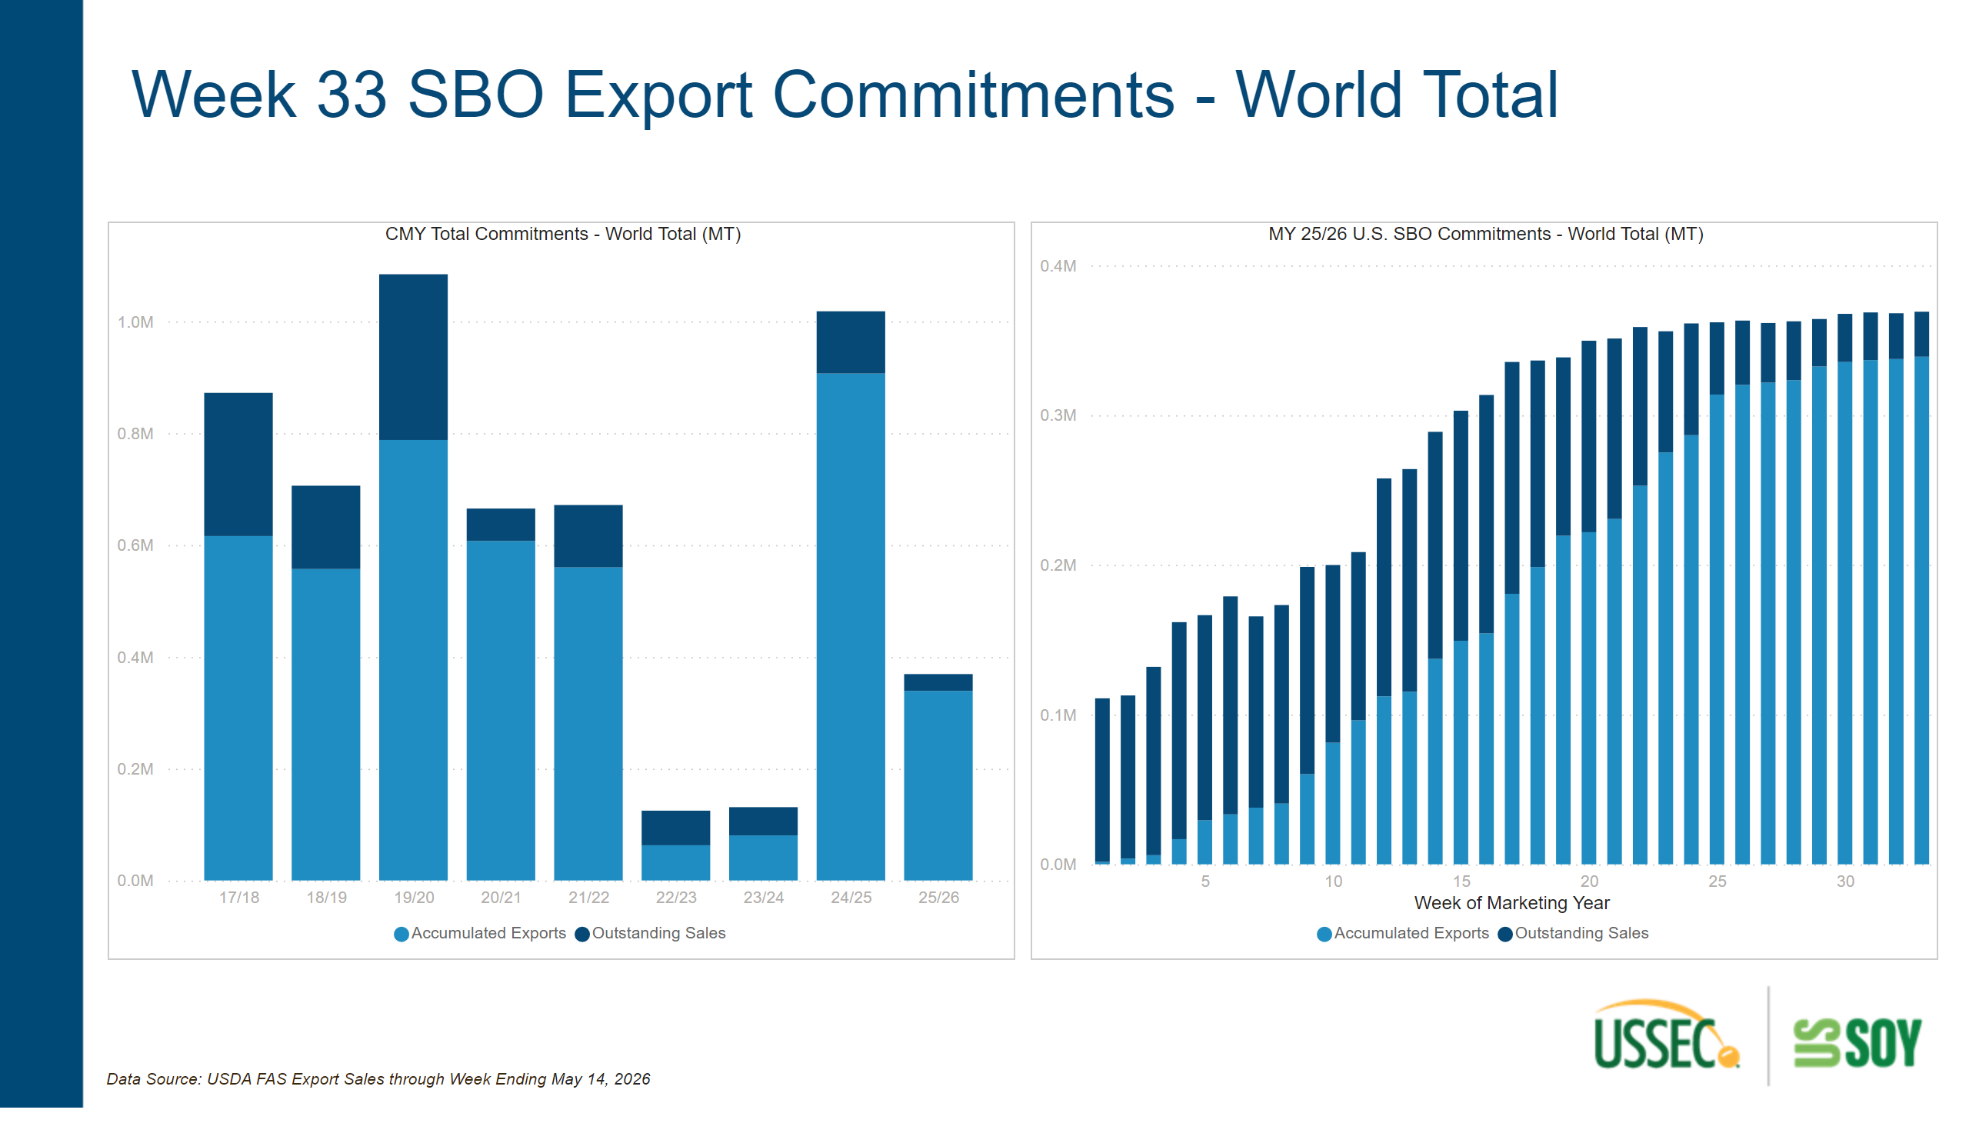 Week 33 SBO Export Commitments - World Total
CMY Total Commitments - World Total (MT)
1.0M
0.8M
0.6M
0.4M
0.2M
0.0M
17/18 18/19 19/20 20/21 21/22 22/23 23/24 24/25 25/26
Accumulated Exports Outstanding Sales
MY 25/26 U.S. SBO Commitments - World Total (MT)
0.4M
0.3M
0.2M
0.1M
0.0M
5 10 15 20 25 30
Week of Marketing Year
Accumulated Exports Outstanding Sales
USSEC
US SOY
Data Source: USDA FAS Export Sales through Week Ending May 14, 2026